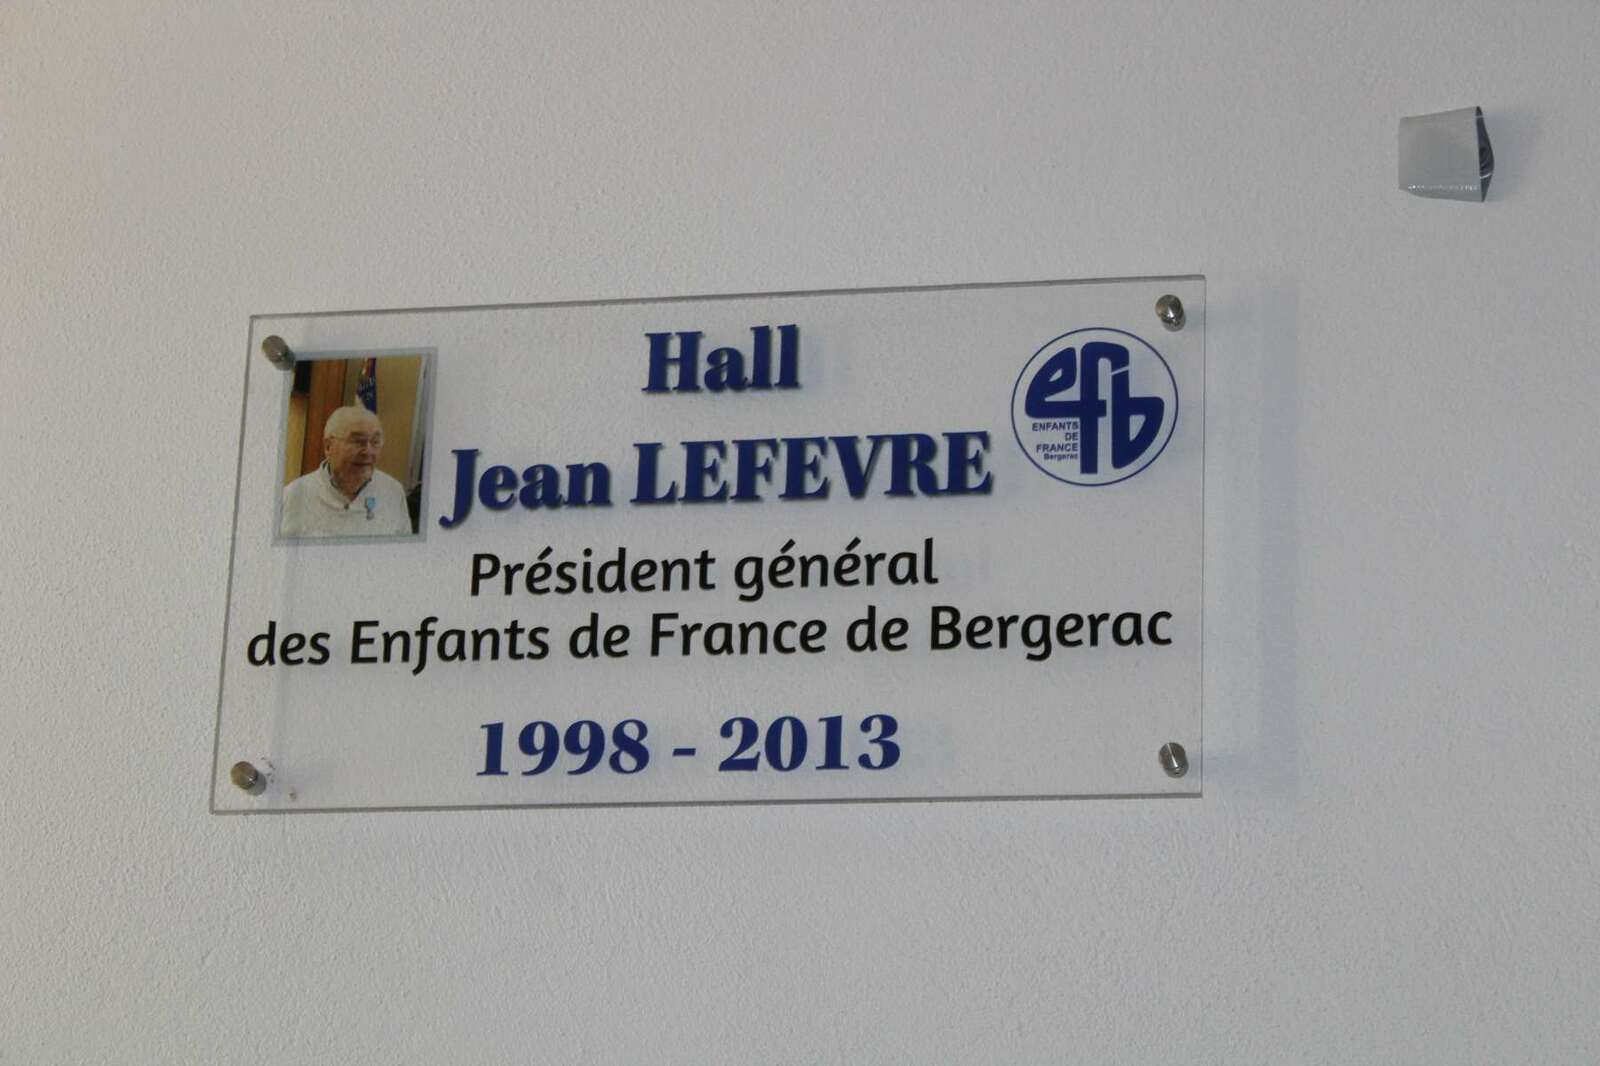 Hall
Jean LEFEVRE
Président général
des Enfants de France de Bergerac
1998 - 2013
efb
ENFANTS
DE
FRANCE
Bergerac